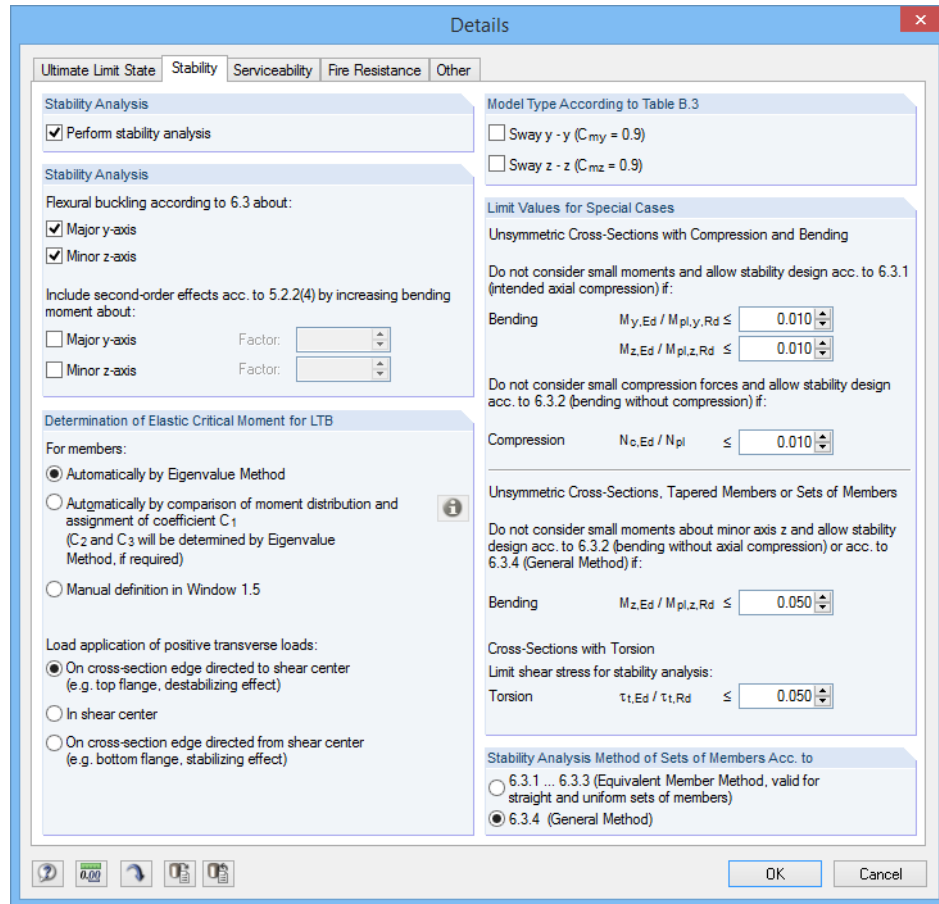 Details
Ultimate Limit State Stability Serviceability Fire Resistance Other
Stability Analysis
Perform stability analysis
Stability Analysis
Flexural buckling according to 6.3 about:
Major y-axis
Minor z-axis
Include second-order effects acc. to 5.2.2(4) by increasing bending
moment about:
Major y-axis Factor:
Minor z-axis Factor:
Determination of Elastic Critical Moment for LTB
For members:
Automatically by Eigenvalue Method
Automatically by comparison of moment distribution and
assignment of coefficient C1
(C2 and C3 will be determined by Eigenvalue
Method, if required)
Manual definition in Window 1.5
Load application of positive transverse loads:
On cross-section edge directed to shear center
(e.g. top flange, destabilizing effect)
In shear center
On cross-section edge directed from shear center
(e.g. bottom flange, stabilizing effect)
Model Type According to Table B.3
Sway y - y (Cmy = 0.9)
Sway z - z (Cmz = 0.9)
Limit Values for Special Cases
Unsymmetric Cross-Sections with Compression and Bending
Do not consider small moments and allow stability design acc. to 6.3.1
(intended axial compression) if:
Bending My,Ed / Mpl,y,Rd ≤ 0.010
Mz,Ed / Mpl,z,Rd ≤ 0.010
Do not consider small compression forces and allow stability design
acc. to 6.3.2 (bending without compression) if:
Compression Nc,Ed / Npl ≤ 0.010
Unsymmetric Cross-Sections, Tapered Members or Sets of Members
Do not consider small moments about minor axis z and allow stability
design acc. to 6.3.2 (bending without axial compression) or acc. to
6.3.4 (General Method) if:
Bending Mz,Ed / Mpl,z,Rd ≤ 0.050
Cross-Sections with Torsion
Limit shear stress for stability analysis:
Torsion τt,Ed / τt,Rd ≤ 0.050
Stability Analysis Method of Sets of Members Acc. to
6.3.1 ... 6.3.3 (Equivalent Member Method, valid for
straight and uniform sets of members)
6.3.4 (General Method)
0.00
OK Cancel